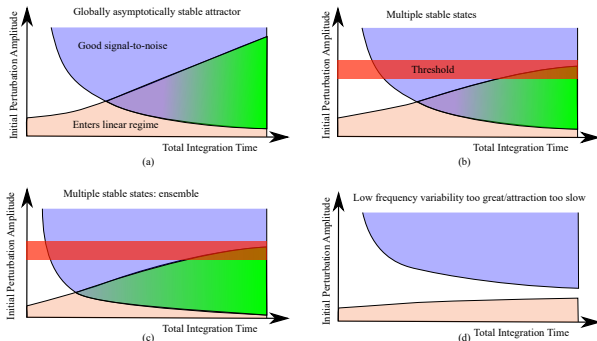 Globally asymptotically stable attractor
Initial Perturbation Amplitude
Good signal-to-noise
Enters linear regime
Total Integration Time
(a)
Multiple stable states
Initial Perturbation Amplitude
Threshold
Total Integration Time
(b)
Multiple stable states: ensemble
Initial Perturbation Amplitude
Total Integration Time
(c)
Low frequency variability too great/attraction too slow
Initial Perturbation Amplitude
Total Integration Time
(d)